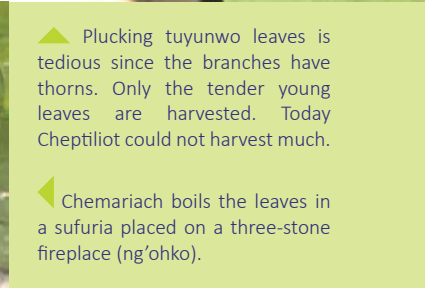 Plucking tuyunwo leaves is
tedious since the branches have
thorns. Only the tender young
leaves are harvested. Today
Cheptiliot could not harvest much.
Chemariach boils the leaves in
a sufuria placed on a three-stone
fireplace (ng’ohko).